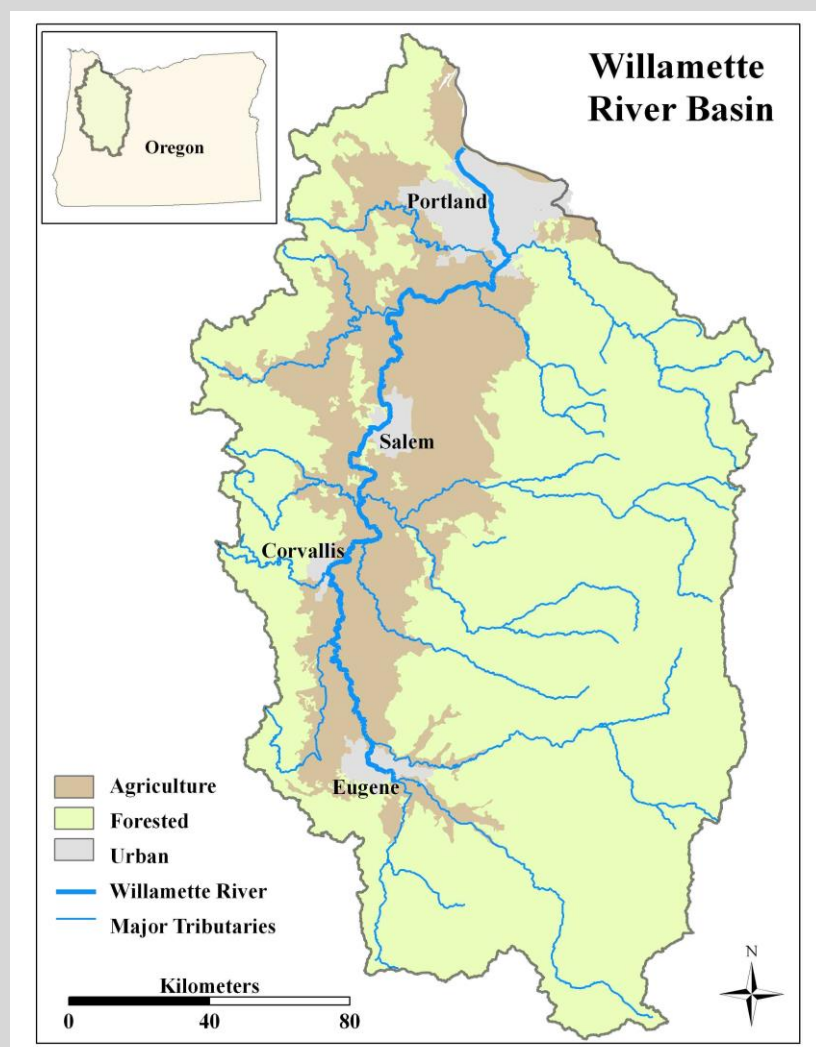 Willamette
River Basin
Oregon
Portland
Salem
Corvallis
Eugene
Agriculture
Forested
Urban
Willamette River
Major Tributaries
Kilometers
0 40 80
N